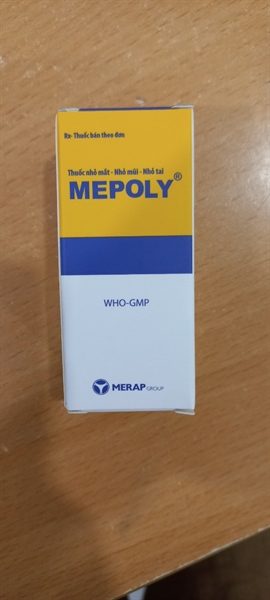 Rx- Thuốc bán theo đơn
Thuốc nhỏ mắt - Nhỏ mũi - Nhỏ tai
MEPOLY®
WHO-GMP
MERAP GROUP